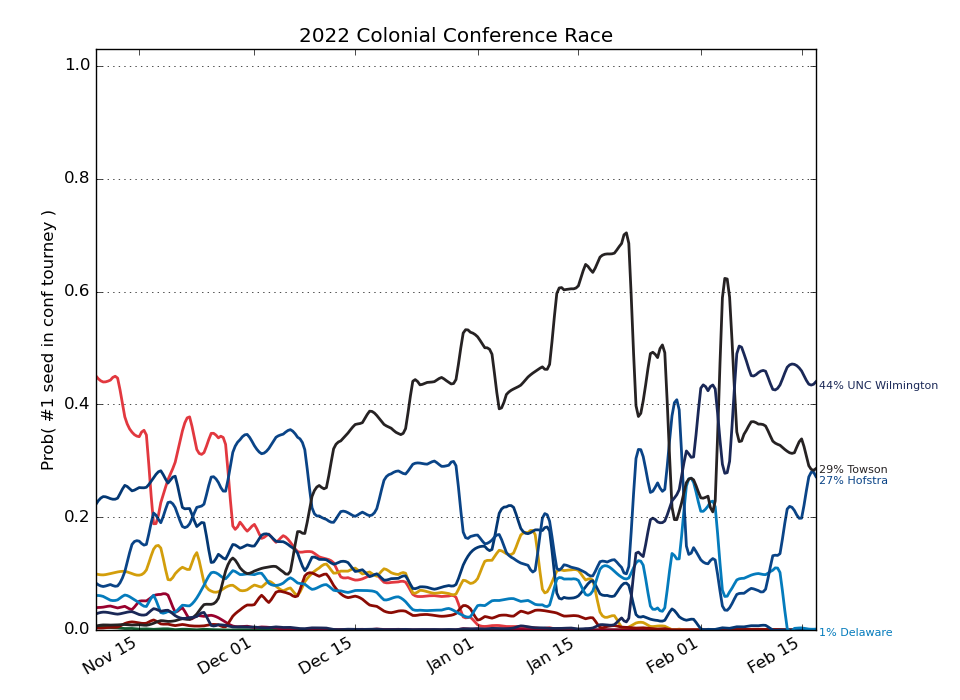 2022 Colonial Conference Race
Prob( #1 seed in conf tourney )
1.0
0.8
0.6
0.4
0.2
0.0
44% UNC Wilmington
29% Towson
27% Hofstra
1% Delaware
Nov 15
Dec 01
Dec 15
Jan 01
Jan 15
Feb 01
Feb 15